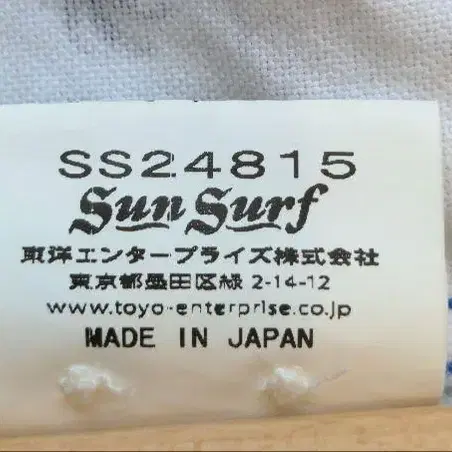 SS24815
Sun Surf
東洋エンタープライズ株式会社
東京都墨田区緑 2-14-12
www.toyo-enterprise.co.jp
MADE IN JAPAN